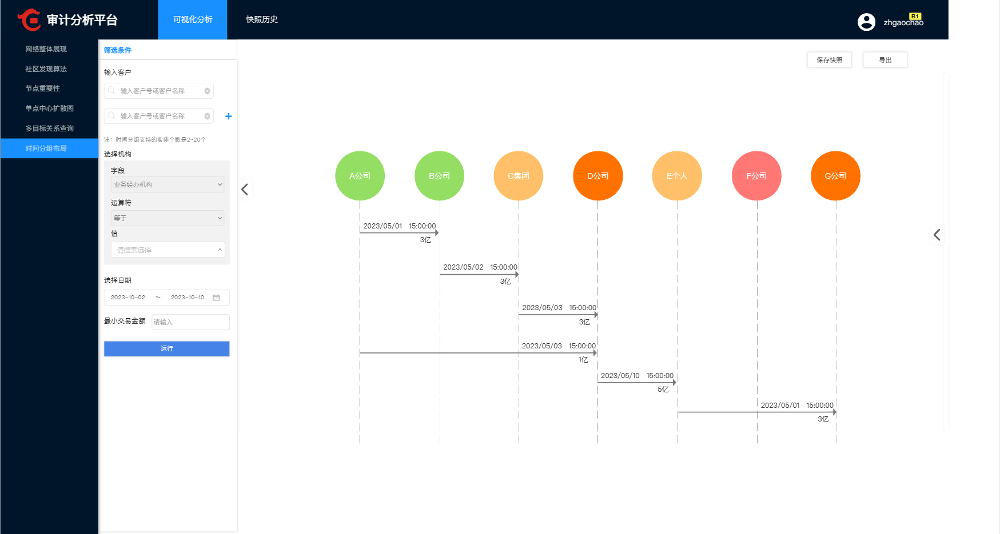 审计分析平台
可视化分析
快照历史
B1
zhgaochao
网络整体展现
社区发现算法
节点重要性
单点中心扩散图
多目标关系查询
时间分组布局
筛选条件
输入客户
输入客户号或客户名称
输入客户号或客户名称
注：时间分组支持的实体个数是2~20个
选择机构
字段
业务经办机构
运算符
等于
值
请搜索选择
选择日期
2023-10-02 ～ 2023-10-10
最小交易金额 请输入
运行
保存快照 导出
A公司 B公司 C集团 D公司 E个人 F公司 G公司
2023/05/01 15:00:00
3亿
2023/05/02 15:00:00
3亿
2023/05/03 15:00:00
3亿
2023/05/03 15:00:00
1亿
2023/05/10 15:00:00
5亿
2023/05/01 15:00:00
3亿